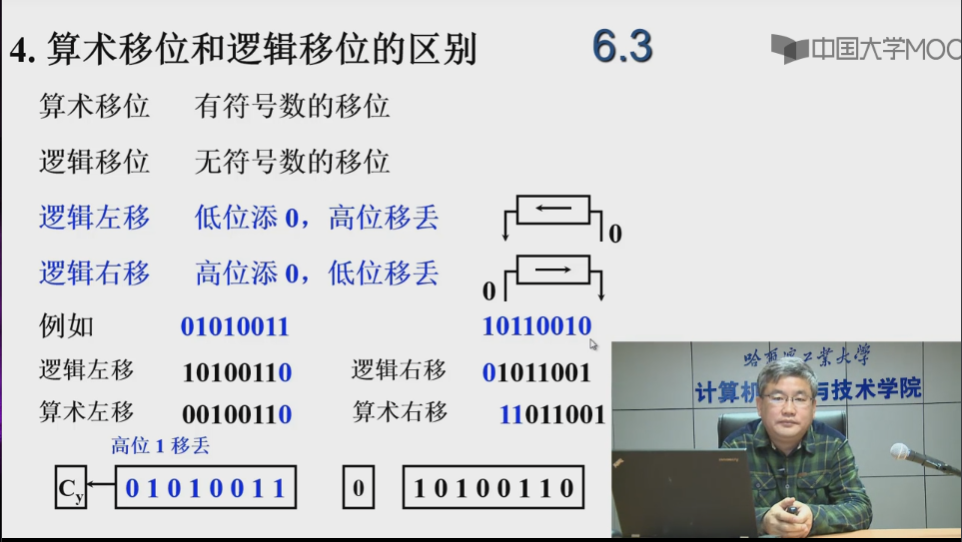 4. 算术移位和逻辑移位的区别 6.3 中国大学MOO
算术移位 有符号数的移位
逻辑移位 无符号数的移位
逻辑左移 低位添 0，高位移丢
0
逻辑右移 高位添 0，低位移丢
0
例如 01010011 10110010
逻辑左移 10100110 逻辑右移 01011001
算术左移 00100110 算术右移 11011001
高位 1 移丢
Cy 0 1 0 1 0 0 1 1 0 1 0 1 0 0 1 1 0
哈尔滨工业大学
计算机 与技术学院